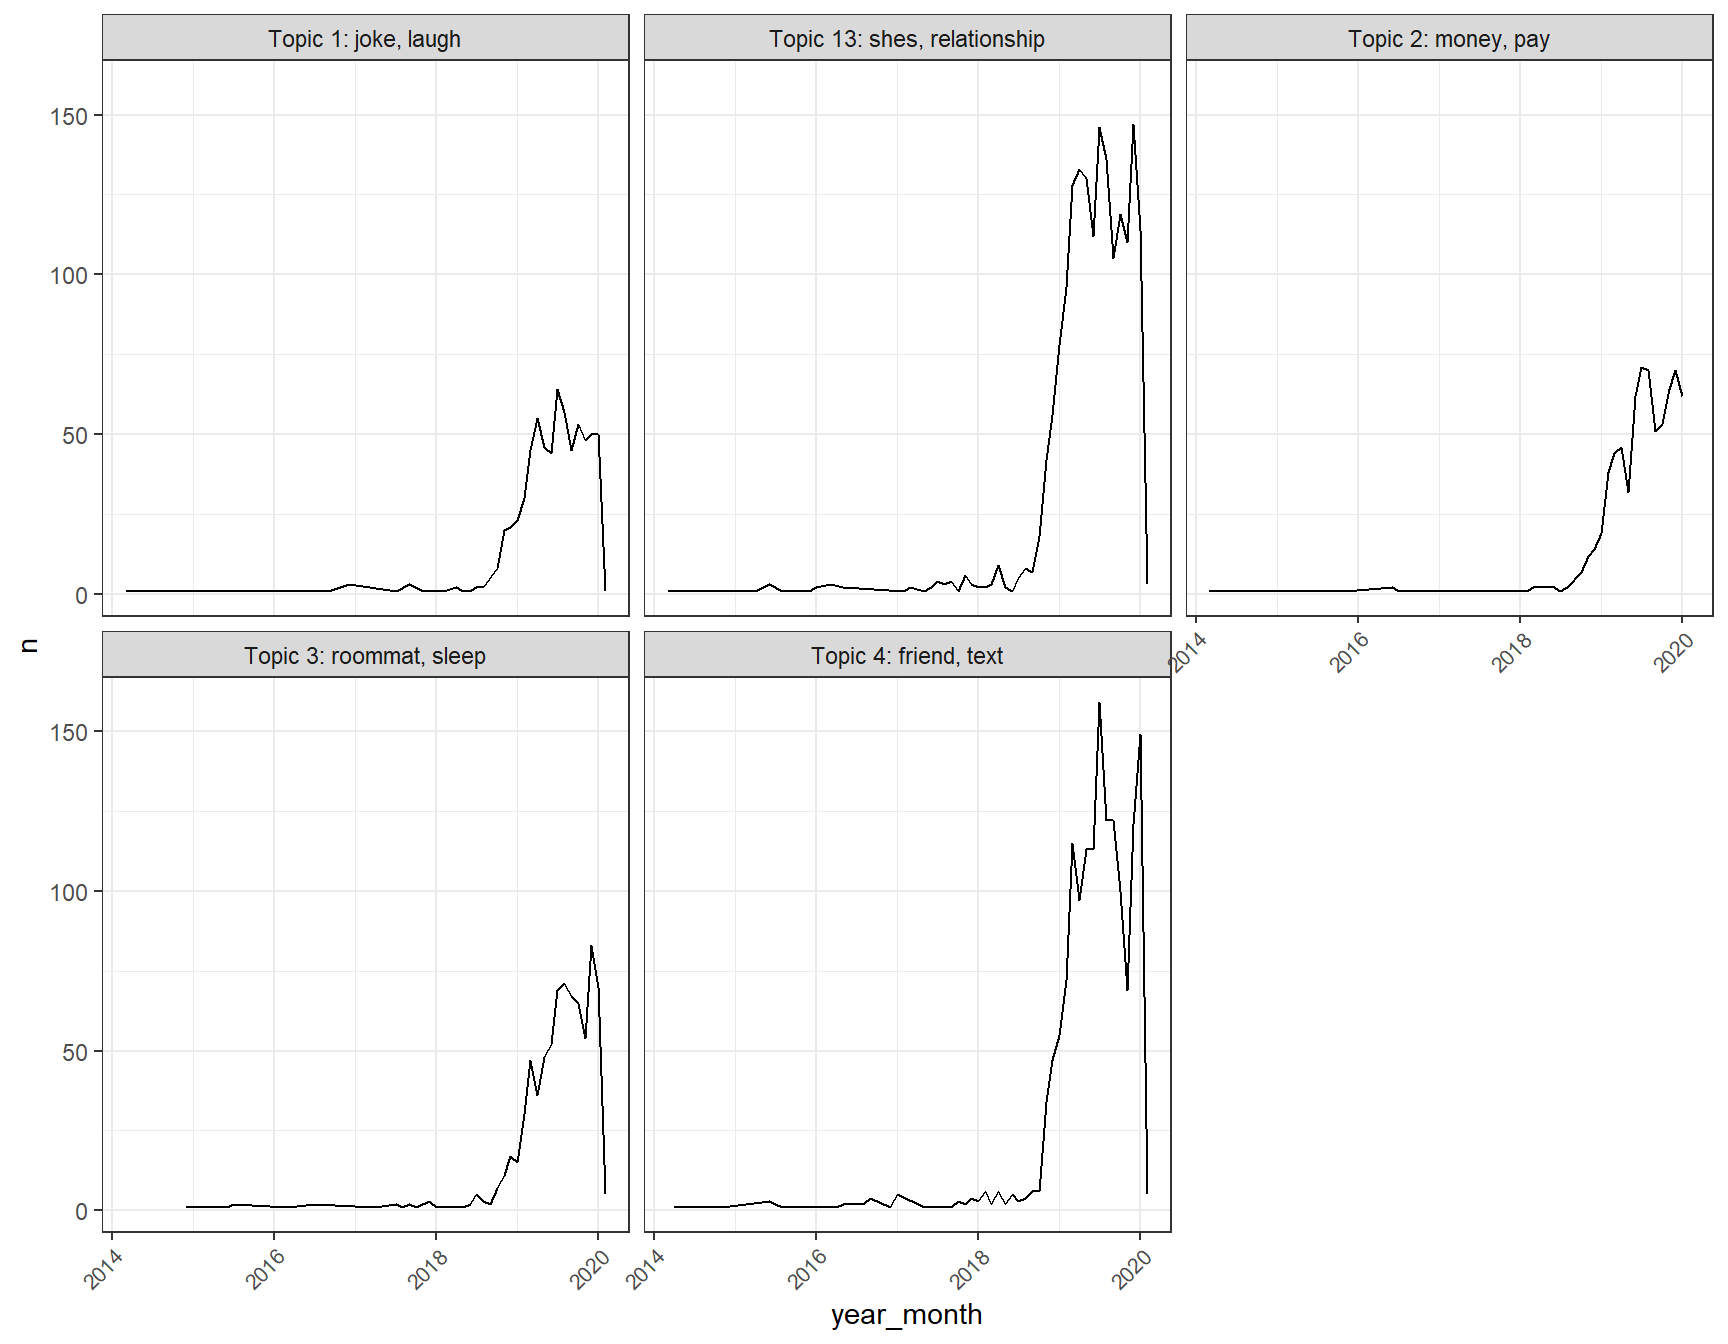 Topic 1: joke, laugh
Topic 13: shes, relationship
Topic 2: money, pay
150
100
50
0
2014
2016
2018
2020
n
Topic 3: roommat, sleep
Topic 4: friend, text
150
100
50
0
2014
2016
2018
2020
2014
2016
2018
2020
year_month